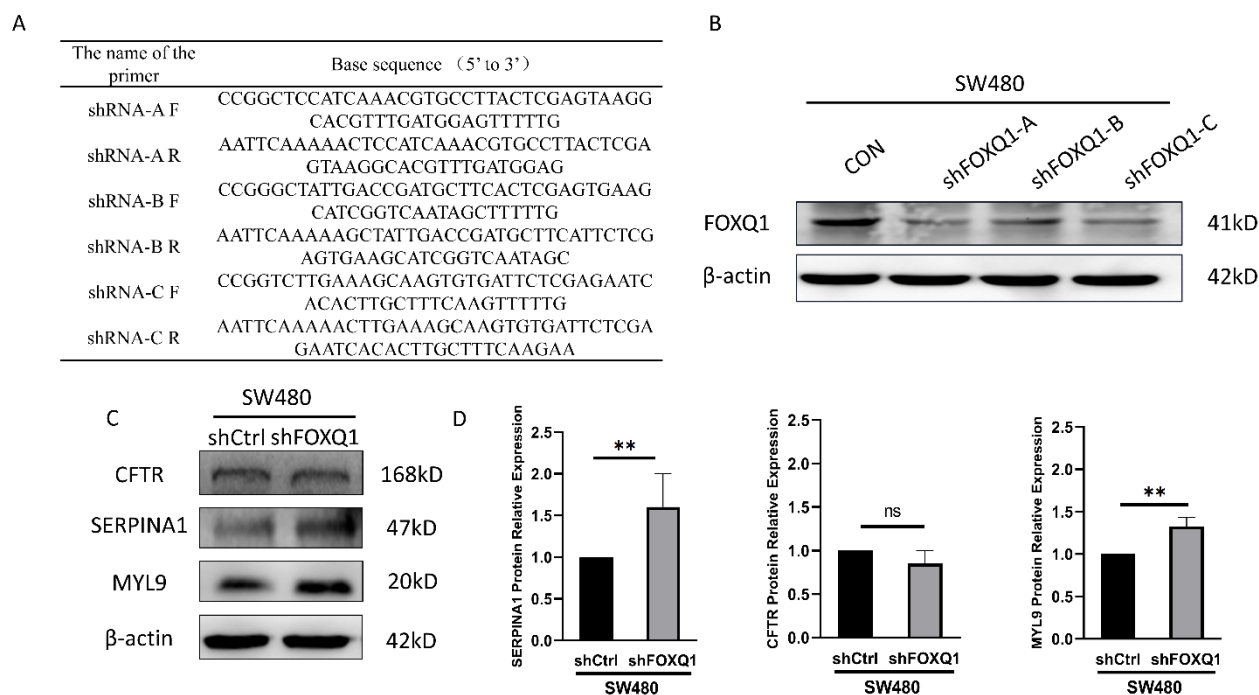 A
The name of the
primer
Base sequence （5’ to 3’）
shRNA-A F
CCGGCTCCATCAAACGTGCCTTACTCGAGTAAGG
CACGTTTGATGGAGTTTTTG
shRNA-A R
AATTCAAAAACTCCATCAAACGTGCCTTACTCGA
GTAAGGCACGTTTGATGGAG
shRNA-B F
CCGGGCTATTGACCGATGCTTCACTCGAGTGAAG
CATCGGTCAATAGCTTTTTG
shRNA-B R
AATTCAAAAAGCTATTGACCGATGCTTCATTCTCG
AGTGAAGCATCGGTCAATAGC
shRNA-C F
CCGGTCTTGAAAGCAAGTGTGATTCTCGAGAATC
ACACTTGCTTTCAAGTTTTTG
shRNA-C R
AATTCAAAAACTTGAAAGCAAGTGTGATTCTCGA
GAATCACACTTGCTTTCAAGAA
B
SW480
CON
shFOXQ1-A
shFOXQ1-B
shFOXQ1-C
FOXQ1
41kD
β-actin
42kD
C
SW480
shCtrl shFOXQ1
CFTR
168kD
SERPINA1
47kD
MYL9
20kD
β-actin
42kD
D
SERPINA1 Protein Relative Expression
2.5
2.0
1.5
1.0
0.5
0.0
**
shCtrl shFOXQ1
SW480
CFTR Protein Relative Expression
2.5
2.0
1.5
1.0
0.5
0.0
ns
shCtrl shFOXQ1
SW480
MYL9 Protein Relative Expression
2.5
2.0
1.5
1.0
0.5
0.0
**
shCtrl shFOXQ1
SW480